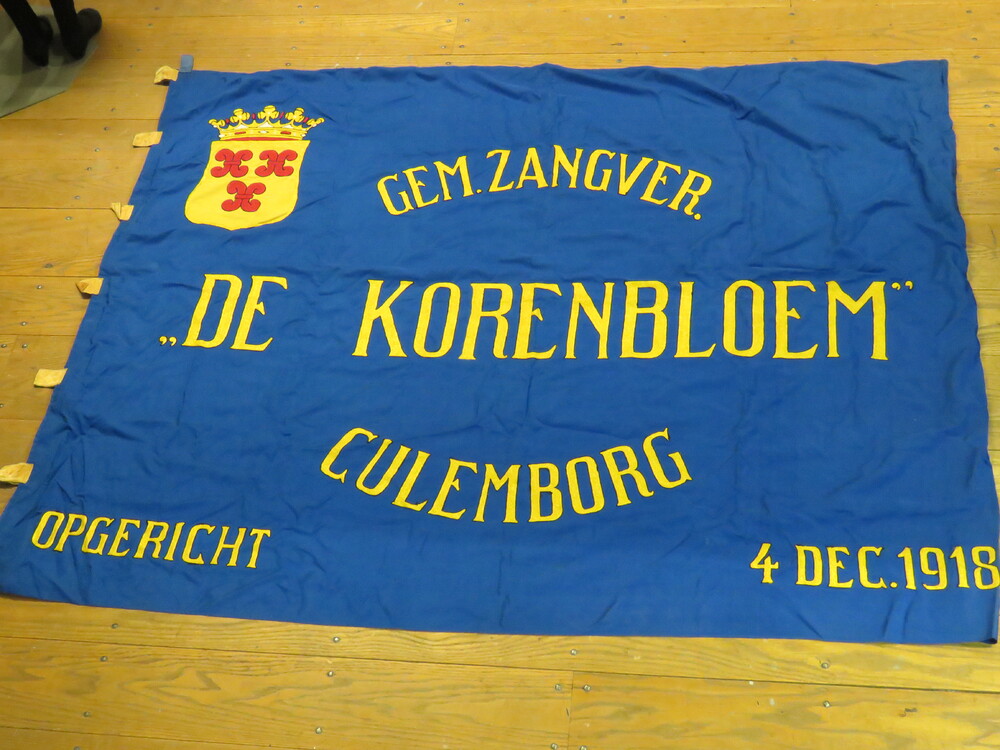 GEM. ZANGVER.
„DE KORENBLOEM”
CULEMBORG
OPGERICHT 4 DEC. 1918